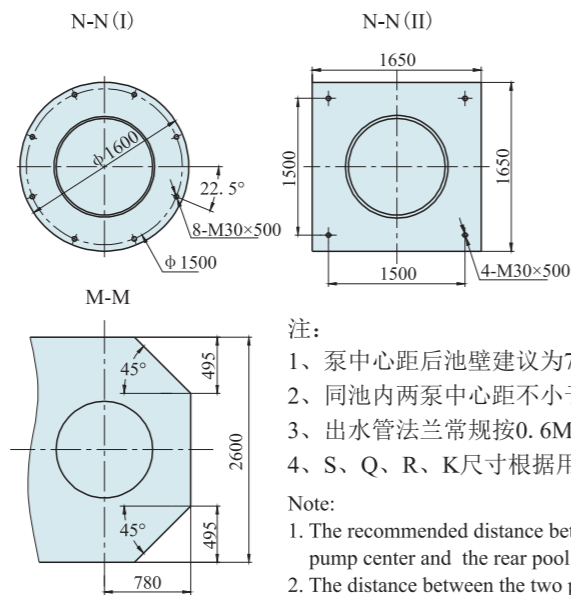 N-N(I)
N-N(II)
φ1600
22.5°
8-M30×500
φ1500
1650
1500
1650
1500
4-M30×500
M-M
45°
495
2600
45°
495
780
注:
1、泵中心距后池壁建议为7
2、同池内两泵中心距不小
3、出水管法兰常规按0.6M
4、S、Q、R、K尺寸根据用
Note:
1. The recommended distance bet
pump center and the rear pool
2. The distance between the two p